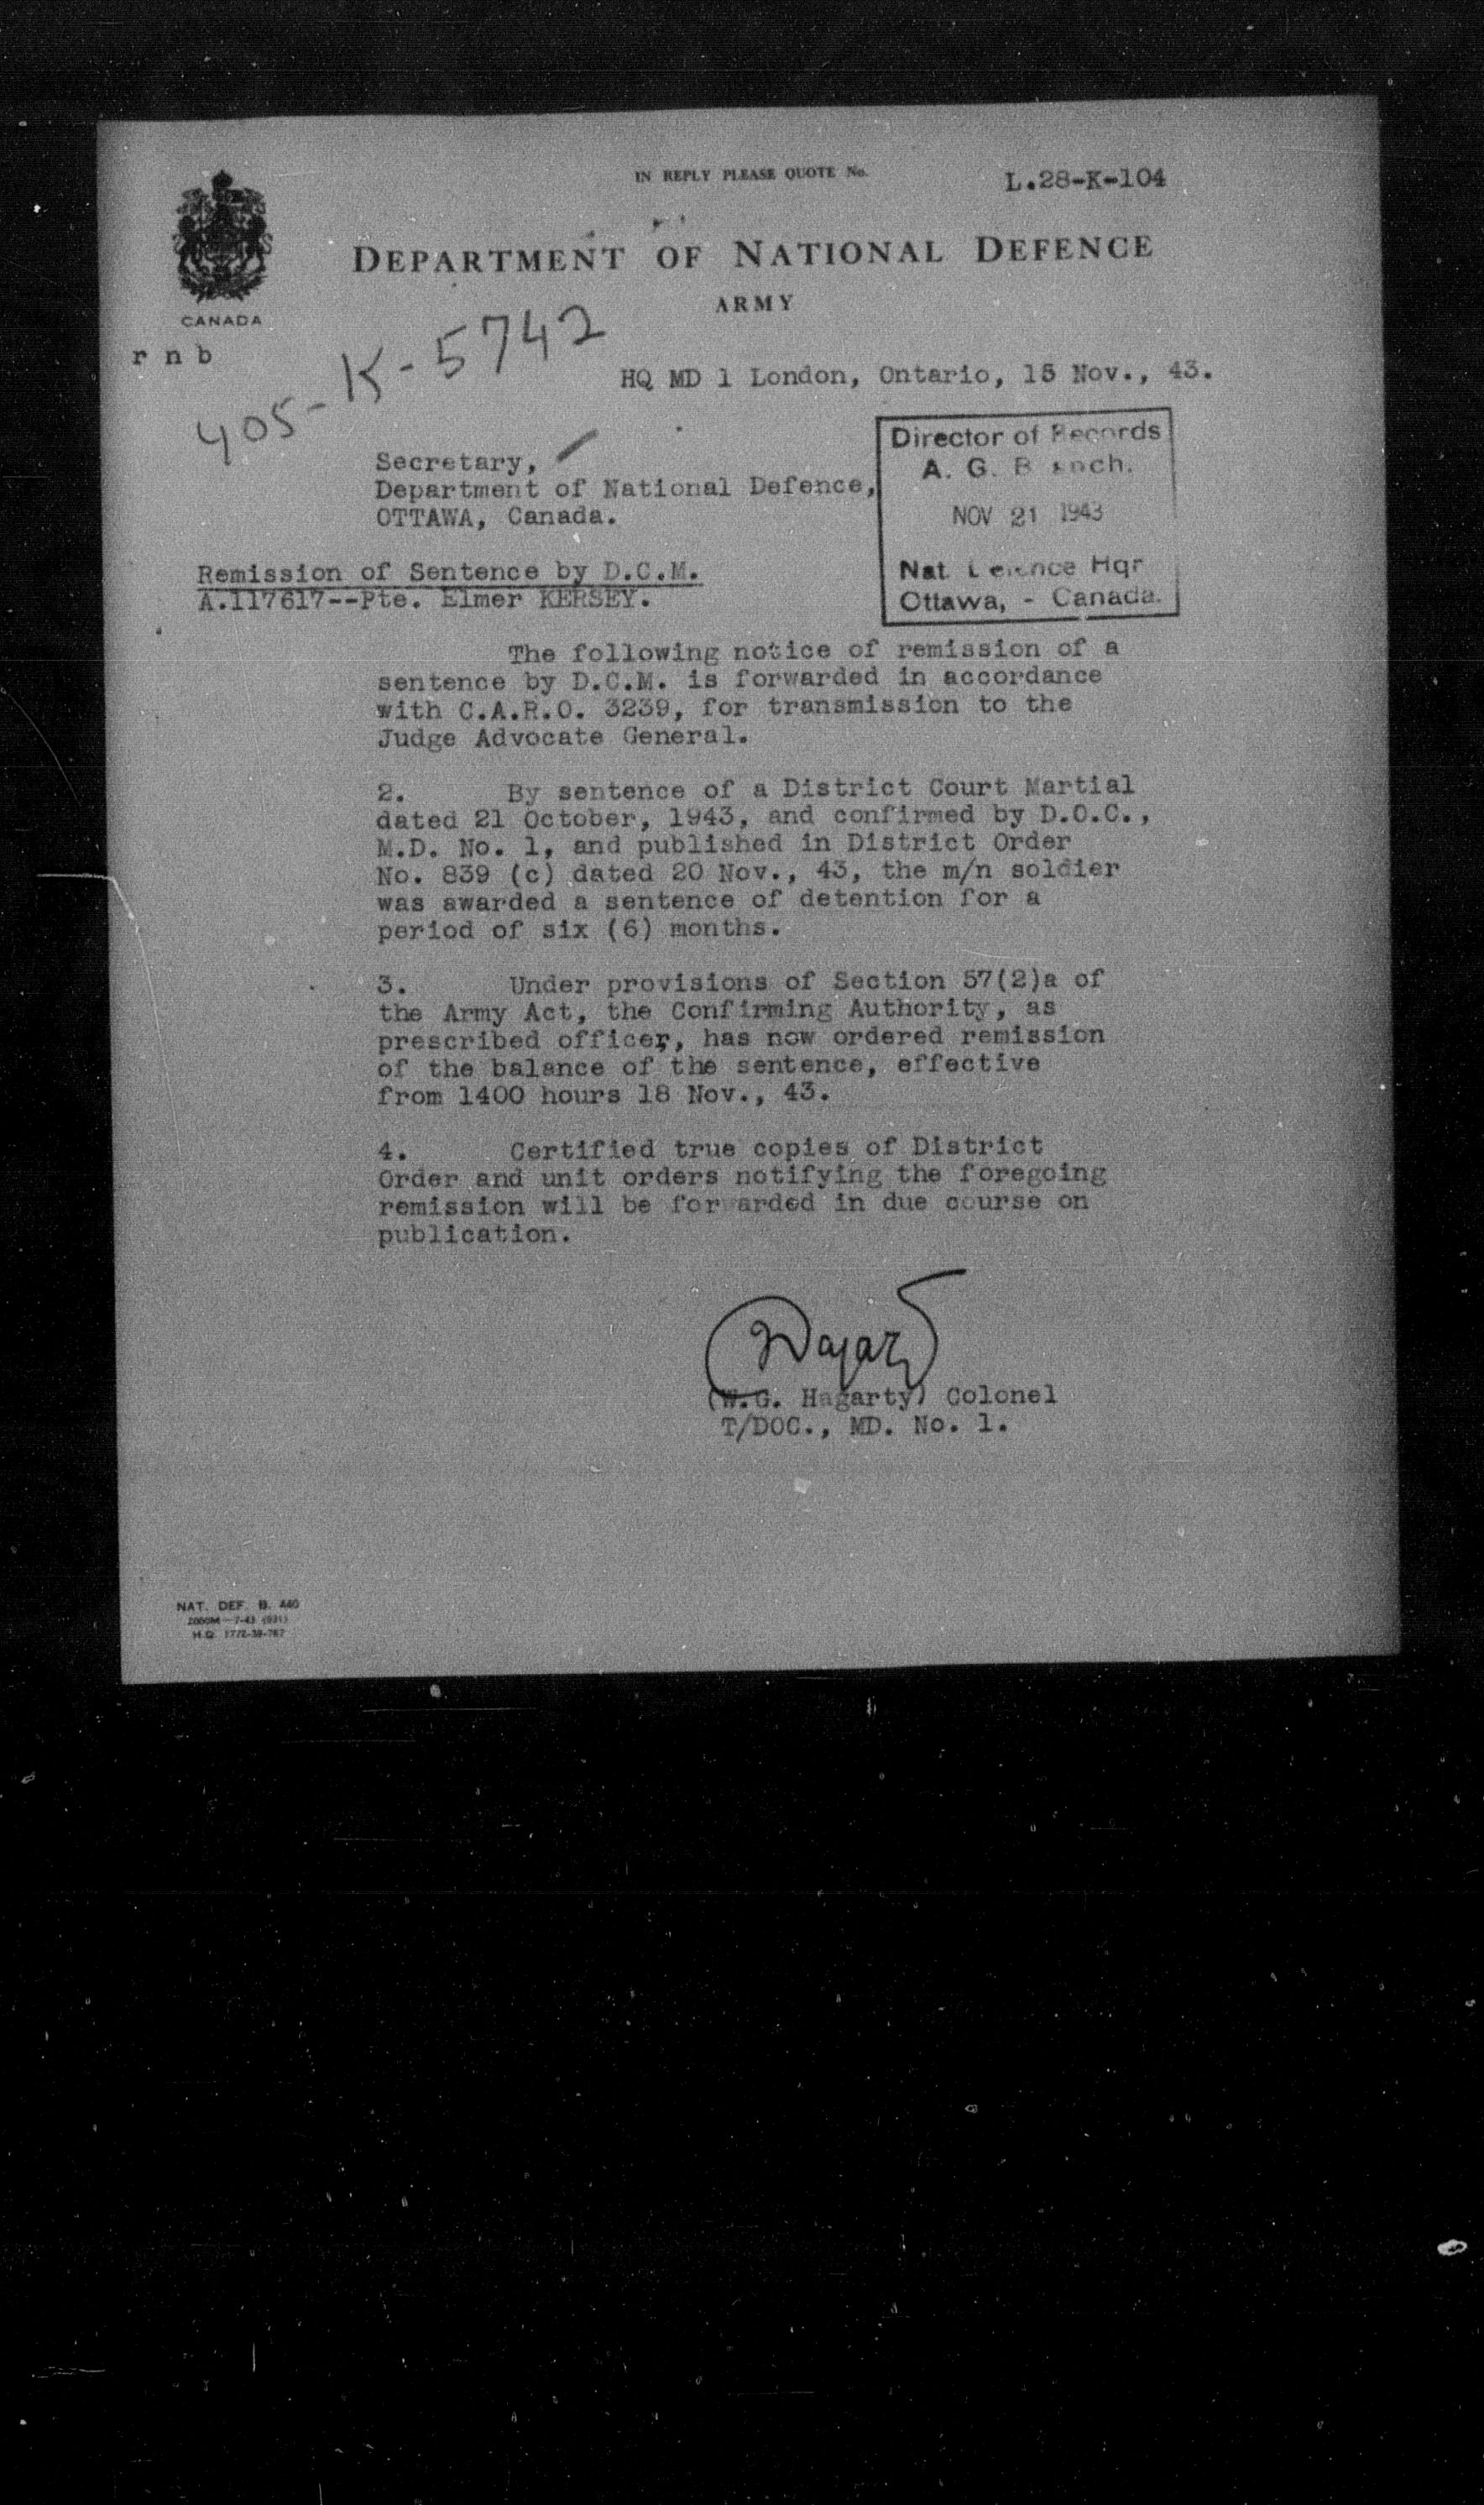 IN REPLY PLEASE QUOTE No. L.28-K-104
DEPARTMENT OF NATIONAL DEFENCE
ARMY
CANADA
r n b
405-K-5742
HQ MD 1 London, Ontario, 15 Nov., 43.
Director of Records
A. G. Branch.
NOV 21 1943
Nat. Defence Hqr
Ottawa, - Canada.
Secretary,
Department of National Defence,
OTTAWA, Canada.
Remission of Sentence by D.C.M.
A.117617--Pte. Elmer KERSEY.
The following notice of remission of a
sentence by D.C.M. is forwarded in accordance
with C.A.R.O. 3239, for transmission to the
Judge Advocate General.
2. By sentence of a District Court Martial
dated 21 October, 1943, and confirmed by D.O.C.,
M.D. No. 1, and published in District Order
No. 839 (c) dated 20 Nov., 43, the m/n soldier
was awarded a sentence of detention for a
period of six (6) months.
3. Under provisions of Section 57(2)a of
the Army Act, the Confirming Authority, as
prescribed officer, has now ordered remission
of the balance of the sentence, effective
from 1400 hours 18 Nov., 43.
4. Certified true copies of District
Order and unit orders notifying the foregoing
remission will be forwarded in due course on
publication.
(W.G. Hagarty) Colonel
T/DOC., MD. No. 1.
NAT. DEF. B. 440
H.Q. 1772-39-767